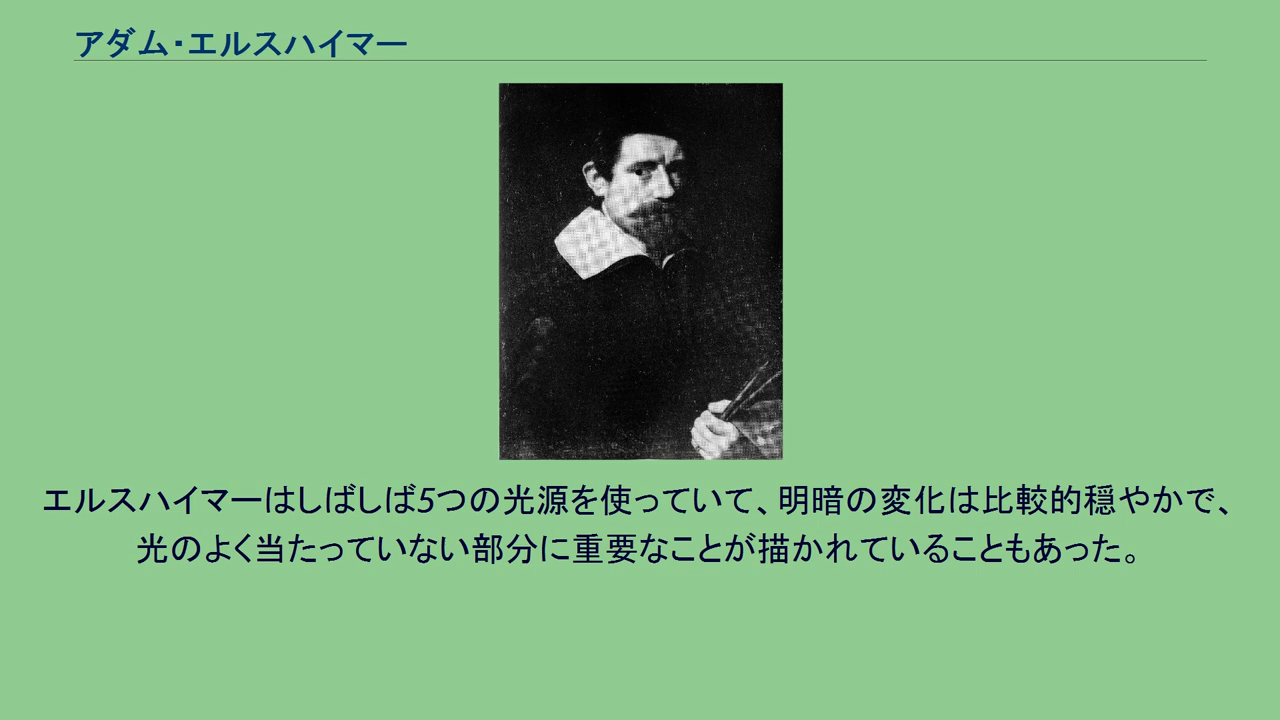 アダム・エルスハイマー
エルスハイマーはしばしば5つの光源を使っていて、明暗の変化は比較的穏やかで、
光のよく当たっていない部分に重要なことが描かれていることもあった。